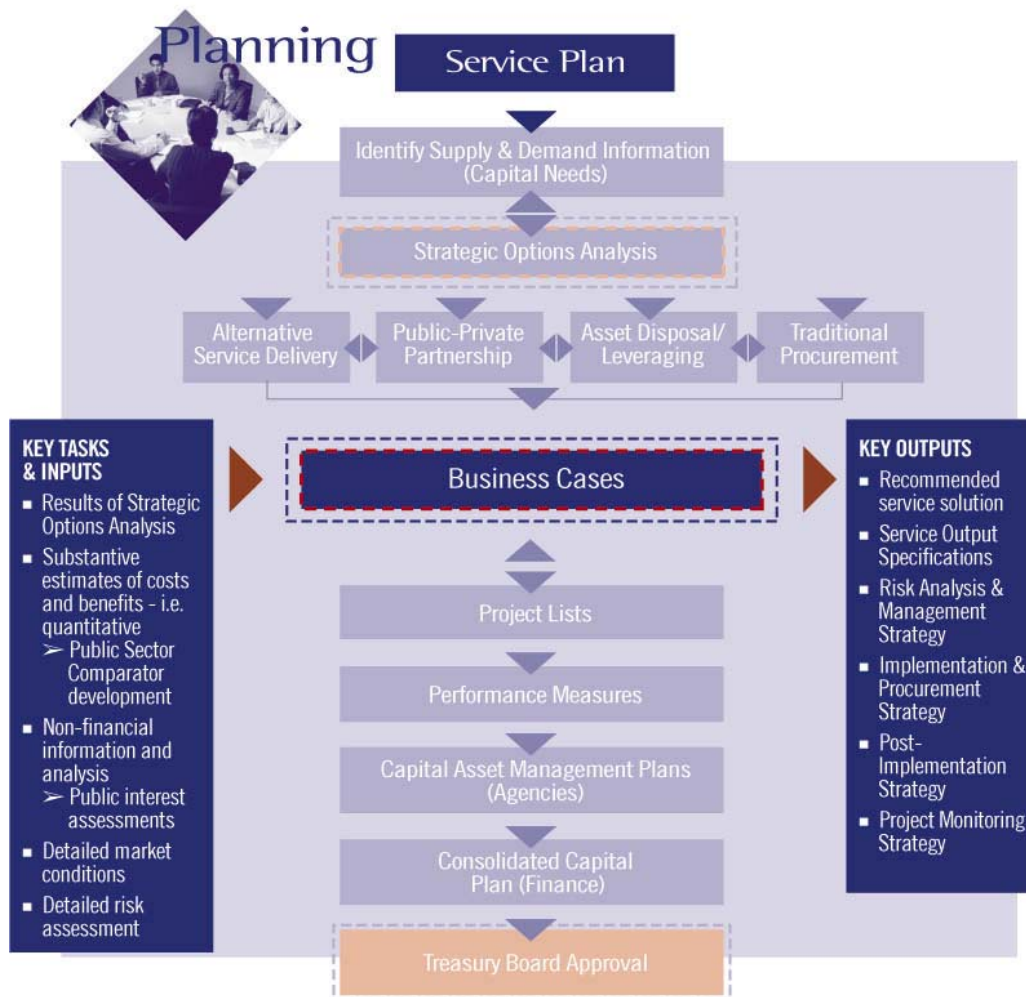 Planning
Service Plan
Identify Supply & Demand Information
(Capital Needs)
Strategic Options Analysis
Alternative
Service Delivery
Public-Private
Partnership
Asset Disposal/
Leveraging
Traditional
Procurement
KEY TASKS
& INPUTS
■ Results of Strategic
Options Analysis
■ Substantive
estimates of costs
and benefits - i.e.
quantitative
➢ Public Sector
Comparator
development
■ Non-financial
information and
analysis
➢ Public interest
assessments
■ Detailed market
conditions
■ Detailed risk
assessment
Business Cases
Project Lists
Performance Measures
Capital Asset Management Plans
(Agencies)
Consolidated Capital
Plan (Finance)
Treasury Board Approval
KEY OUTPUTS
■ Recommended
service solution
■ Service Output
Specifications
■ Risk Analysis &
Management
Strategy
■ Implementation &
Procurement
Strategy
■ Post-
Implementation
Strategy
■ Project Monitoring
Strategy